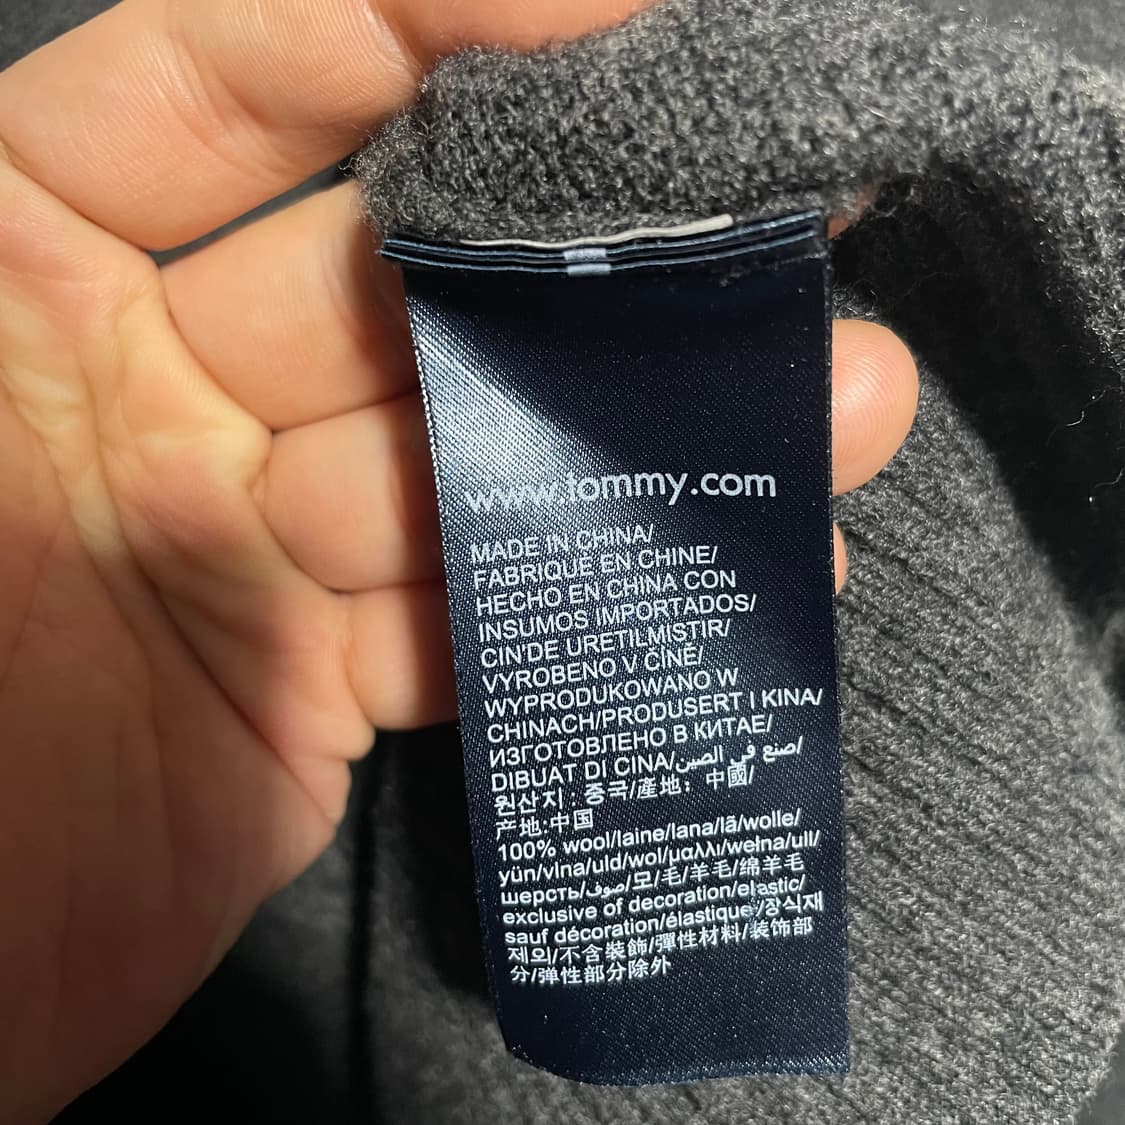 www.tommy.com
MADE IN CHINA/
FABRIQUE EN CHINE/
HECHO EN CHINA CON
INSUMOS IMPORTADOS/
CIN'DE URETILMISTIR/
VYROBENO V ČÍNĚ/
WYPRODUKOWANO W
CHINACH/PRODUSERT I KINA/
ИЗГОТОВЛЕНО В КИТАЕ/
DIBUAT DI CINA/صنع في الصين/
원산지 : 중국/產地：中國/
产地:中国
100% wool/laine/lana/lã/wolle/
yün/vlna/uld/wol/μαλλι/wełna/ull/
шерсть/صوف/모/毛/羊毛/绵羊毛
exclusive of decoration/elastic/
sauf décoration/élastique/장식재
제외/不含裝飾/彈性材料/装饰部
分/弹性部分除外